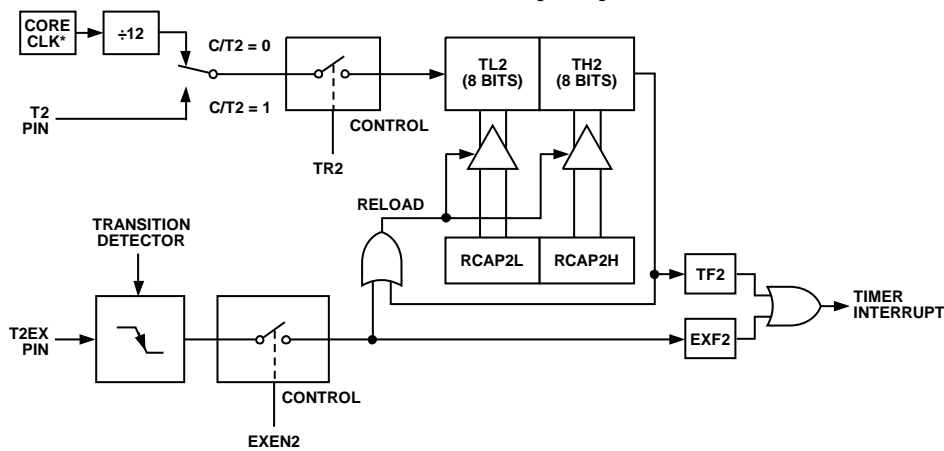 CORE
CLK*
÷12
C/T2 = 0
C/T2 = 1
T2
PIN
CONTROL
TR2
TL2
(8 BITS)
TH2
(8 BITS)
RELOAD
TRANSITION
DETECTOR
RCAP2L
RCAP2H
TF2
TIMER
INTERRUPT
T2EX
PIN
EXF2
CONTROL
EXEN2